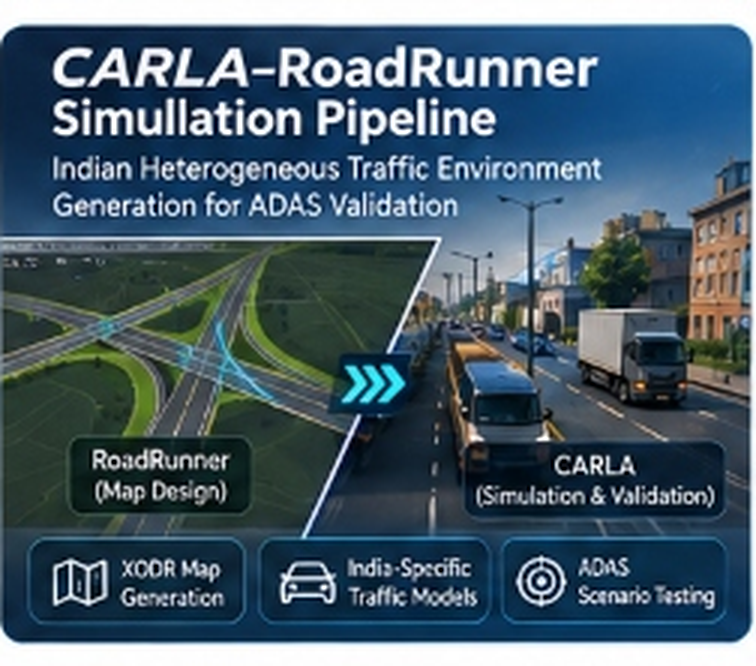 CARLA–RoadRunner
Simullation Pipeline
Indian Heterogeneous Traffic Environment
Generation for ADAS Validation
RoadRunner
(Map Design)
CARLA
(Simulation & Validation)
XODR Map
Generation
India-Specific
Traffic Models
ADAS
Scenario Testing